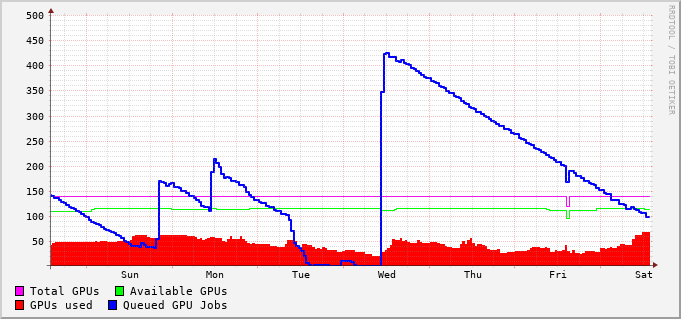 500
450
400
350
300
250
200
150
100
50
Sun Mon Tue Wed Thu Fri Sat
Total GPUs Available GPUs
GPUs used Queued GPU Jobs
RRDTOOL / TOBI OETIKER